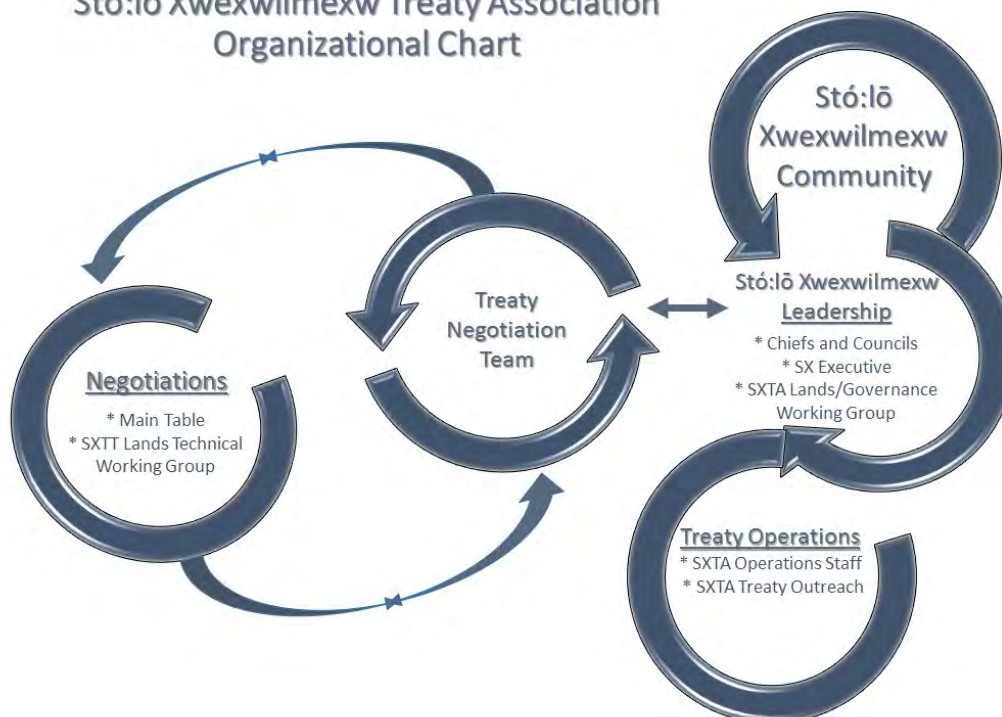 Stó:lō Xwexwilmexw Treaty Association
Organizational Chart
Stó:lō
Xwexwilmexw
Community
Stó:lō Xwexwilmexw
Leadership
* Chiefs and Councils
* SX Executive
* SXTA Lands/Governance
Working Group
Treaty
Negotiation
Team
Negotiations
* Main Table
* SXTT Lands Technical
Working Group
Treaty Operations
* SXTA Operations Staff
* SXTA Treaty Outreach